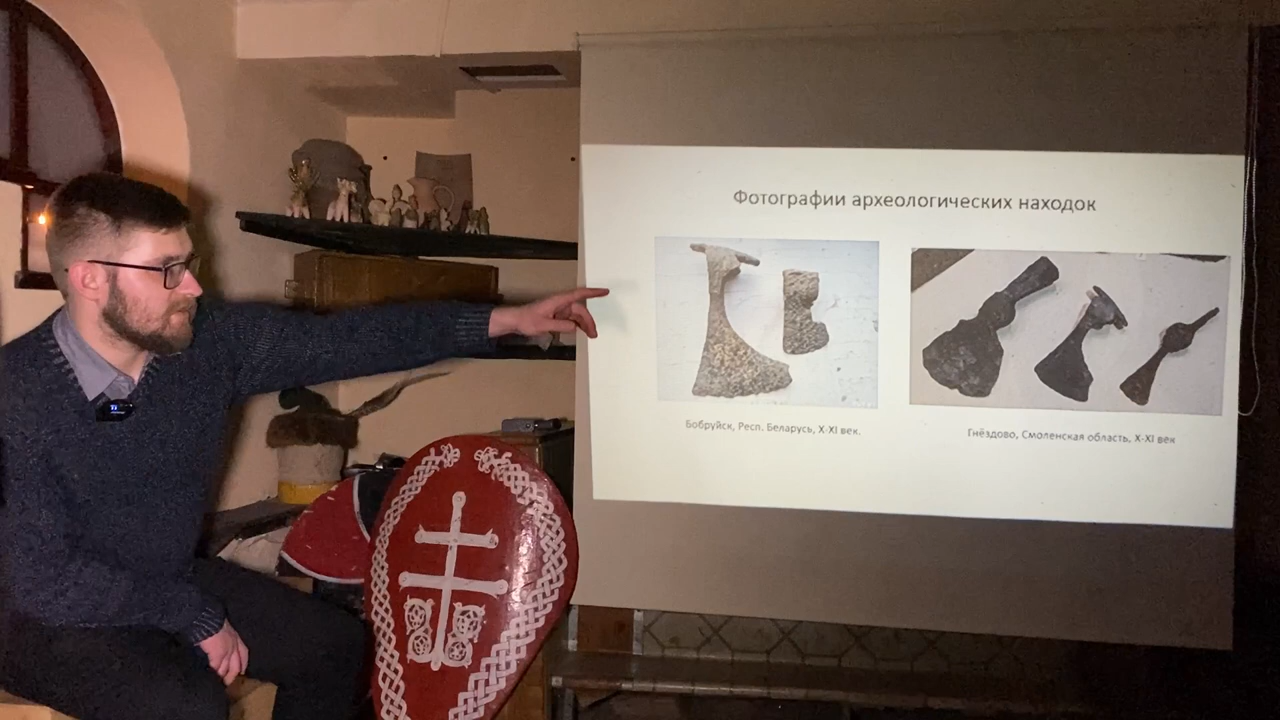 Фотографии археологических находок
Бобруйск, Респ. Беларусь, X-XI век.
Гнёздово, Смоленская область, X-XI век